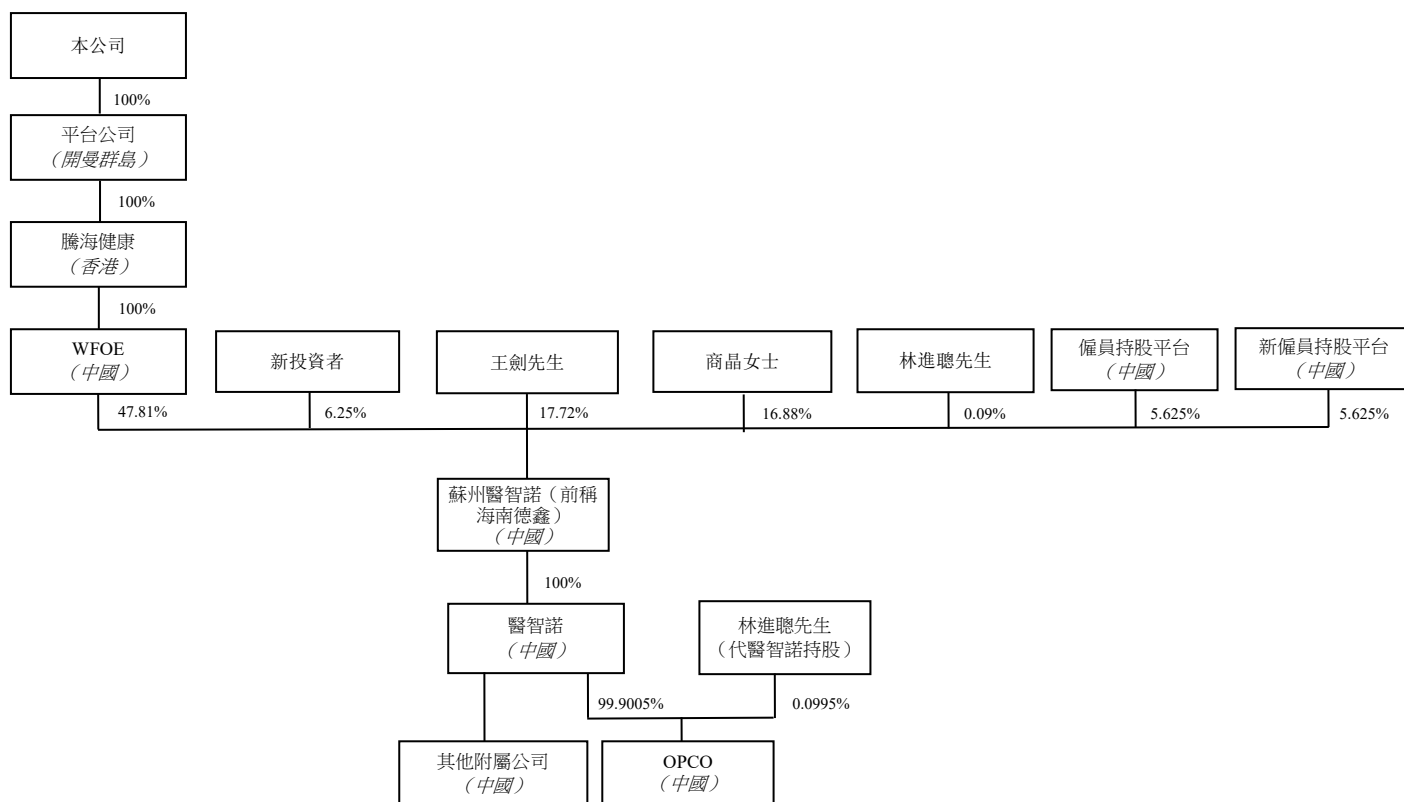 本公司
100%
平台公司
（開曼群島）
100%
騰海健康
（香港）
100%
WFOE
（中國）
新投資者
王劍先生
商晶女士
林進聰先生
僱員持股平台
（中國）
新僱員持股平台
（中國）
47.81%
6.25%
17.72%
16.88%
0.09%
5.625%
5.625%
蘇州醫智諾（前稱
海南德鑫）
（中國）
100%
醫智諾
（中國）
林進聰先生
（代醫智諾持股）
99.9005%
0.0995%
其他附屬公司
（中國）
OPCO
（中國）